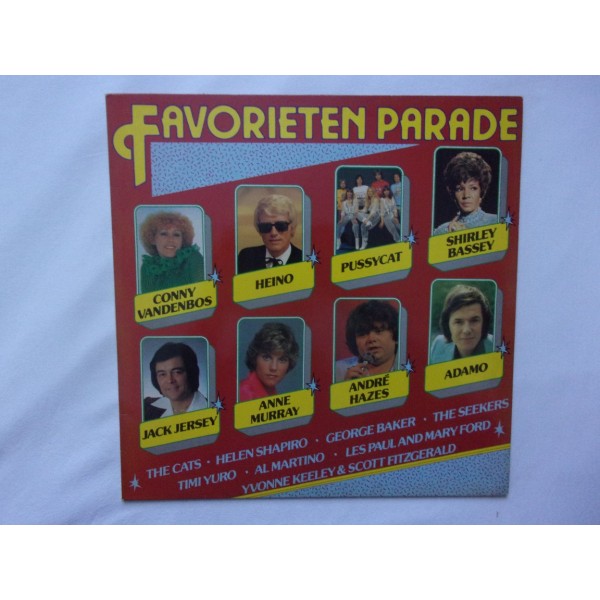 FAVORIETEN PARADE
CONNY
VANDENBOS
HEINO
PUSSYCAT
SHIRLEY
BASSEY
JACK JERSEY
ANNE
MURRAY
ANDRÉ
HAZES
ADAMO
THE CATS · HELEN SHAPIRO · GEORGE BAKER · THE SEEKERS
TIMI YURO · AL MARTINO · LES PAUL AND MARY FORD ·
YVONNE KEELEY & SCOTT FITZGERALD